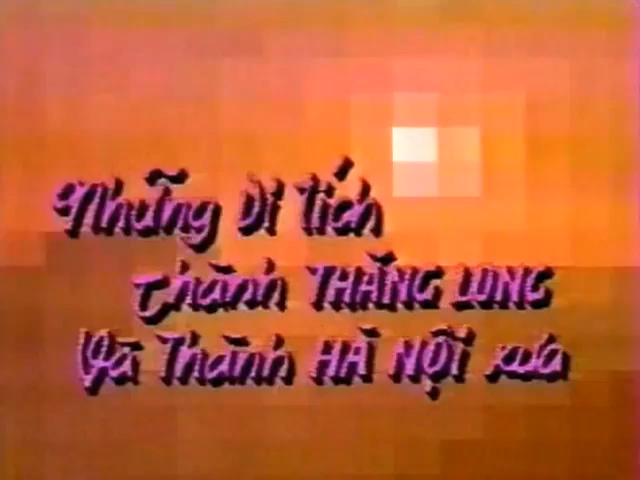 Những Di tích
Thành THĂNG LONG
Và Thành HÀ NỘI xưa